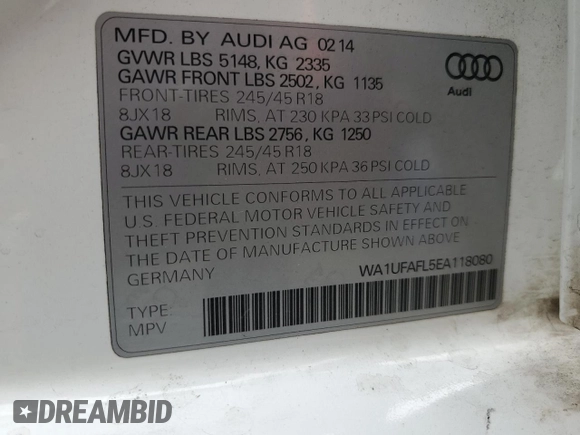 MFD. BY AUDI AG 02 14
GVWR LBS 5148, KG 2335
GAWR FRONT LBS 2502, KG 1135
FRONT-TIRES 245/45 R18
8JX18 RIMS, AT 230 KPA 33 PSI COLD
GAWR REAR LBS 2756, KG 1250
REAR-TIRES 245/45 R18
8JX18 RIMS, AT 250 KPA 36 PSI COLD
Audi
THIS VEHICLE CONFORMS TO ALL APPLICABLE
U.S. FEDERAL MOTOR VEHICLE SAFETY AND
THEFT PREVENTION STANDARDS IN EFFECT ON
THE DATE OF MANUFACTURE SHOWN ABOVE
GERMANY
WA1UFAFL5EA118080
TYPE:
MPV
DREAMBID